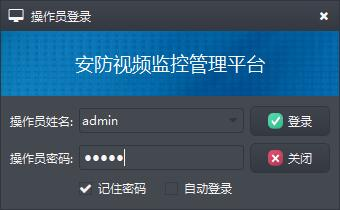 操作员登录
安防视频监控管理平台
操作员姓名: admin 登录
操作员密码: ●●●●● 关闭
记住密码 自动登录